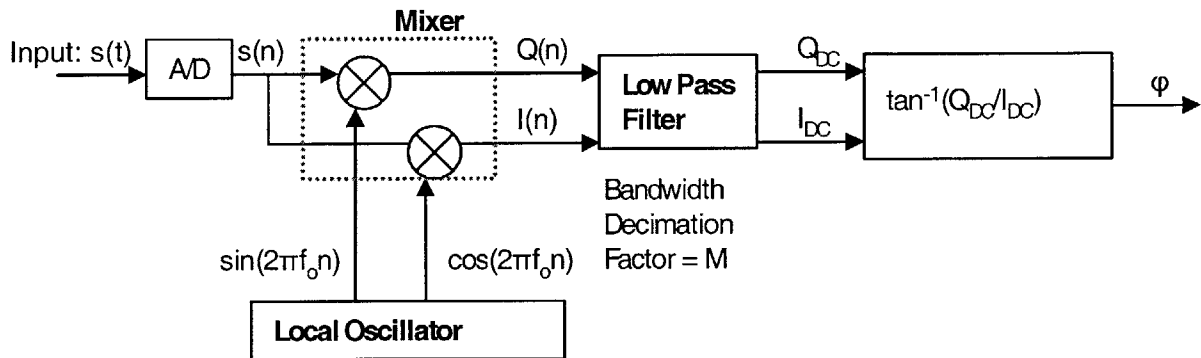 Mixer
Input: s(t)
A/D
s(n)
Q(n)
I(n)
Low Pass
Filter
Q_DC
I_DC
tan⁻¹(Q_DC/I_DC)
φ
Bandwidth
Decimation
Factor = M
sin(2πf_on)
cos(2πf_on)
Local Oscillator